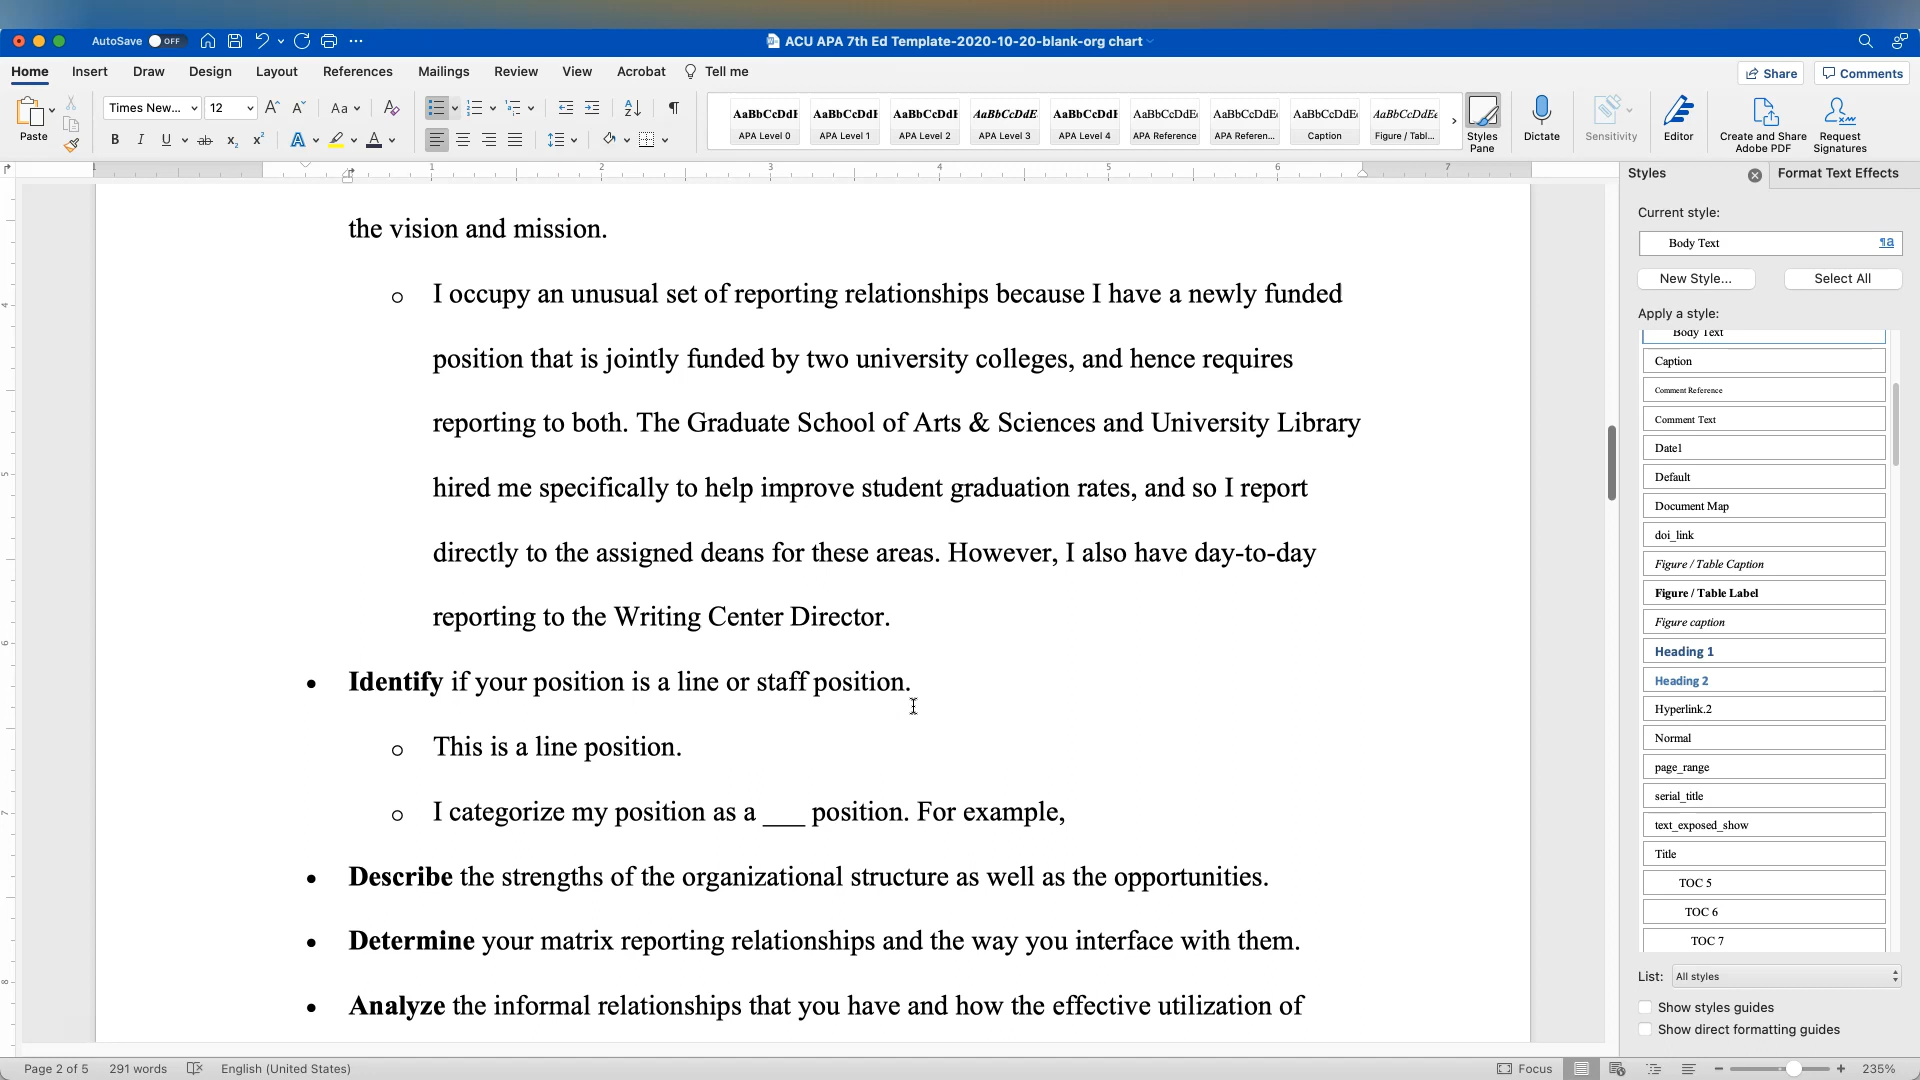 AutoSave OFF
ACU APA 7th Ed Template-2020-10-20-blank-org chart
Home Insert Draw Design Layout References Mailings Review View Acrobat Tell me
Share Comments
Paste
Times New... 12
Aa
AaBbCcDdE AaBbCcDdE AaBbCcDdE AaBbCcDdE AaBbCcDdE AaBbCcDdE AaBbCcDdE AaBbCcDdE AaBbCcDdE
APA Level 0 APA Level 1 APA Level 2 APA Level 3 APA Level 4 APA Reference APA Referen... Caption Figure / Tabl...
Styles Pane
Dictate
Sensitivity
Editor
Create and Share Adobe PDF
Request Signatures
1 1 2 3 4 5 6 7
Styles
Format Text Effects
Current style:
Body Text
New Style...
Select All
Apply a style:
Body Text
Caption
Comment Reference
Comment Text
Date1
Default
Document Map
doi_link
Figure / Table Caption
Figure / Table Label
Figure caption
Heading 1
Heading 2
Hyperlink.2
Normal
page_range
serial_title
text_exposed_show
Title
TOC 5
TOC 6
TOC 7
List: All styles
Show styles guides
Show direct formatting guides
the vision and mission.
o I occupy an unusual set of reporting relationships because I have a newly funded
position that is jointly funded by two university colleges, and hence requires
reporting to both. The Graduate School of Arts & Sciences and University Library
hired me specifically to help improve student graduation rates, and so I report
directly to the assigned deans for these areas. However, I also have day-to-day
reporting to the Writing Center Director.
• Identify if your position is a line or staff position.
o This is a line position.
o I categorize my position as a ___ position. For example,
• Describe the strengths of the organizational structure as well as the opportunities.
• Determine your matrix reporting relationships and the way you interface with them.
• Analyze the informal relationships that you have and how the effective utilization of
Page 2 of 5 291 words English (United States)
Focus
235%